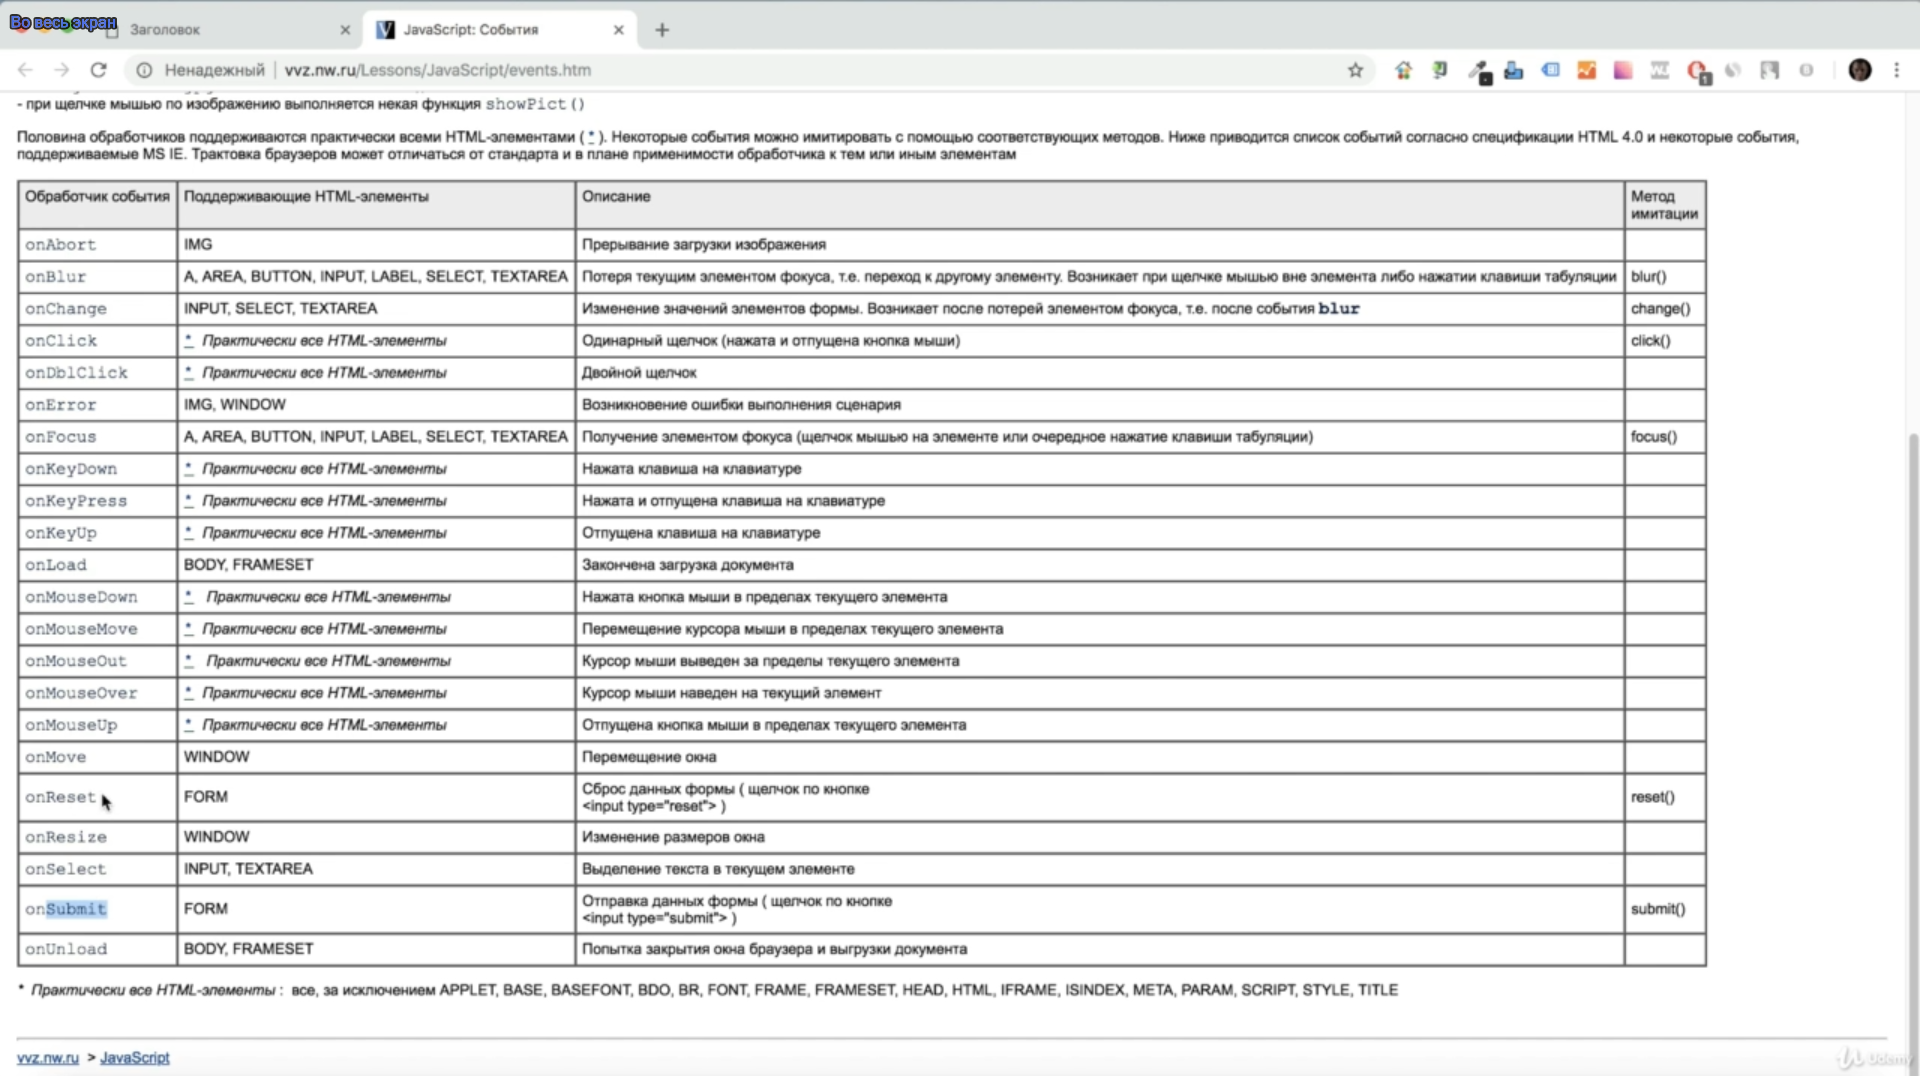 Во весь экран
Заголовок
JavaScript: События
Ненадежный | vvz.nw.ru/Lessons/JavaScript/events.htm
- при щелчке мышью по изображению выполняется некая функция showPict()
Половина обработчиков поддерживаются практически всеми HTML-элементами ( * ). Некоторые события можно имитировать с помощью соответствующих методов. Ниже приводится список событий согласно спецификации HTML 4.0 и некоторые события,
поддерживаемые MS IE. Трактовка браузеров может отличаться от стандарта и в плане применимости обработчика к тем или иным элементам
Обработчик события Поддерживающие HTML-элементы Описание Метод
имитации
onAbort IMG Прерывание загрузки изображения
onBlur A, AREA, BUTTON, INPUT, LABEL, SELECT, TEXTAREA Потеря текущим элементом фокуса, т.е. переход к другому элементу. Возникает при щелчке мышью вне элемента либо нажатии клавиши табуляции blur()
onChange INPUT, SELECT, TEXTAREA Изменение значений элементов формы. Возникает после потерей элементом фокуса, т.е. после события blur change()
onClick * Практически все HTML-элементы Одинарный щелчок (нажата и отпущена кнопка мыши) click()
onDblClick * Практически все HTML-элементы Двойной щелчок
onError IMG, WINDOW Возникновение ошибки выполнения сценария
onFocus A, AREA, BUTTON, INPUT, LABEL, SELECT, TEXTAREA Получение элементом фокуса (щелчок мышью на элементе или очередное нажатие клавиши табуляции) focus()
onKeyDown * Практически все HTML-элементы Нажата клавиша на клавиатуре
onKeyPress * Практически все HTML-элементы Нажата и отпущена клавиша на клавиатуре
onKeyUp * Практически все HTML-элементы Отпущена клавиша на клавиатуре
onLoad BODY, FRAMESET Закончена загрузка документа
onMouseDown * Практически все HTML-элементы Нажата кнопка мыши в пределах текущего элемента
onMouseMove * Практически все HTML-элементы Перемещение курсора мыши в пределах текущего элемента
onMouseOut * Практически все HTML-элементы Курсор мыши выведен за пределы текущего элемента
onMouseOver * Практически все HTML-элементы Курсор мыши наведен на текущий элемент
onMouseUp * Практически все HTML-элементы Отпущена кнопка мыши в пределах текущего элемента
onMove WINDOW Перемещение окна
onReset FORM Сброс данных формы ( щелчок по кнопке
<input type="reset"> ) reset()
onResize WINDOW Изменение размеров окна
onSelect INPUT, TEXTAREA Выделение текста в текущем элементе
onSubmit FORM Отправка данных формы ( щелчок по кнопке
<input type="submit"> ) submit()
onUnload BODY, FRAMESET Попытка закрытия окна браузера и выгрузки документа
* Практически все HTML-элементы : все, за исключением APPLET, BASE, BASEFONT, BDO, BR, FONT, FRAME, FRAMESET, HEAD, HTML, IFRAME, ISINDEX, META, PARAM, SCRIPT, STYLE, TITLE
vvz.nw.ru > JavaScript
Udemy